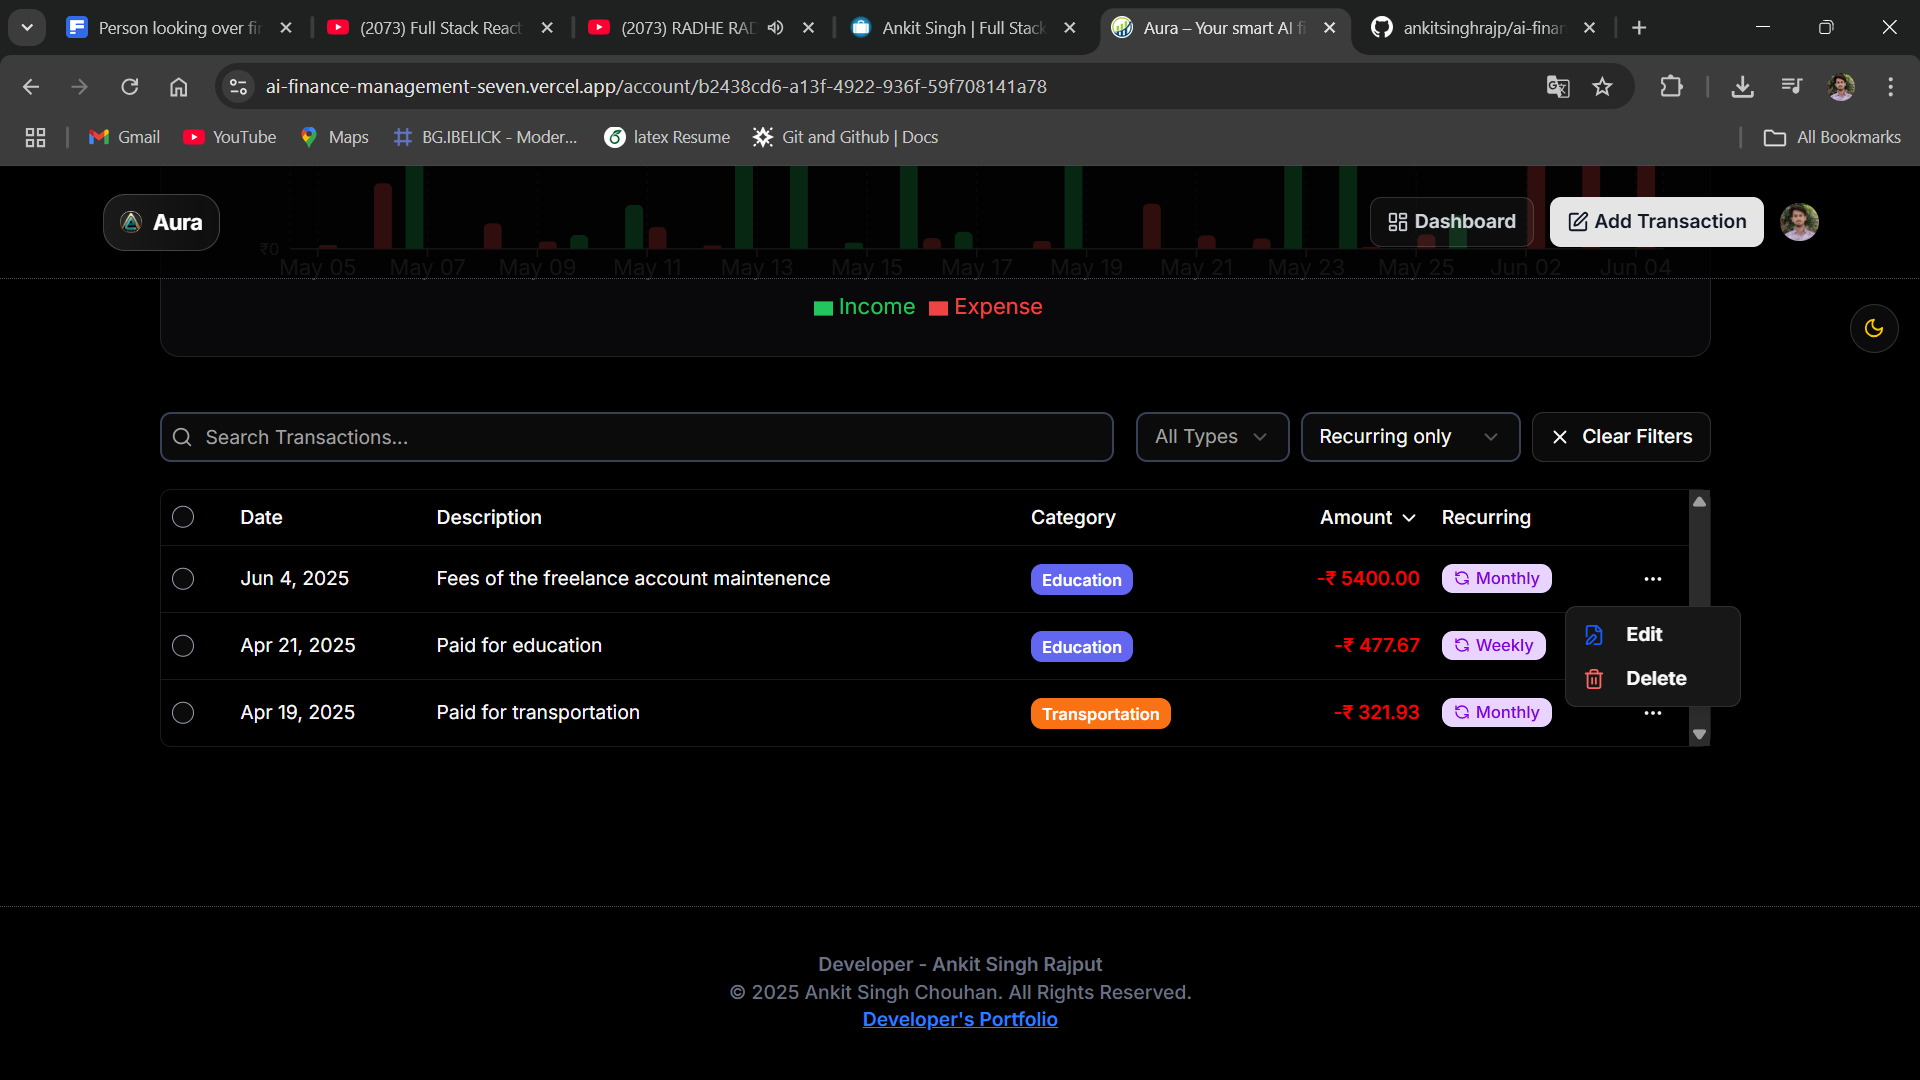 Person looking over fi
(2073) Full Stack React
(2073) RADHE RAD
Ankit Singh | Full Stack
Aura – Your smart AI fi
ankitsinghrajp/ai-finan
ai-finance-management-seven.vercel.app/account/b2438cd6-a13f-4922-936f-59f708141a78
Gmail
YouTube
Maps
BG.IBELICK - Moder...
latex Resume
Git and Github | Docs
All Bookmarks
Aura
Dashboard
Add Transaction
₹0
May 05 May 07 May 09 May 11 May 13 May 15 May 17 May 19 May 21 May 23 May 25 Jun 02 Jun 04
Income Expense
Search Transactions...
All Types
Recurring only
Clear Filters
Date Description Category Amount Recurring
Jun 4, 2025 Fees of the freelance account maintenence Education -₹ 5400.00 Monthly ...
Edit
Apr 21, 2025 Paid for education Education -₹ 477.67 Weekly
Delete
Apr 19, 2025 Paid for transportation Transportation -₹ 321.93 Monthly ...
Developer - Ankit Singh Rajput
© 2025 Ankit Singh Chouhan. All Rights Reserved.
Developer's Portfolio